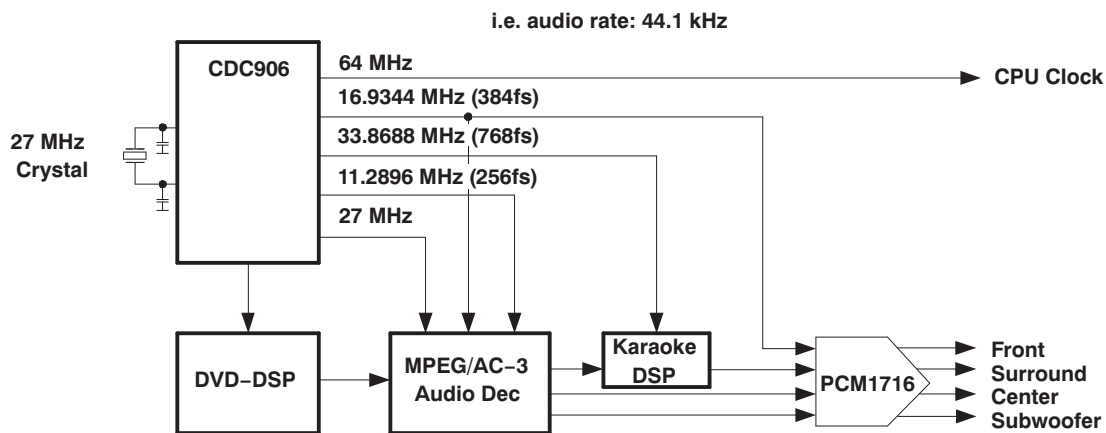 i.e. audio rate: 44.1 kHz
CDC906
64 MHz
CPU Clock
16.9344 MHz (384fs)
33.8688 MHz (768fs)
27 MHz
Crystal
11.2896 MHz (256fs)
27 MHz
DVD−DSP
MPEG/AC−3
Audio Dec
Karaoke
DSP
PCM1716
Front
Surround
Center
Subwoofer